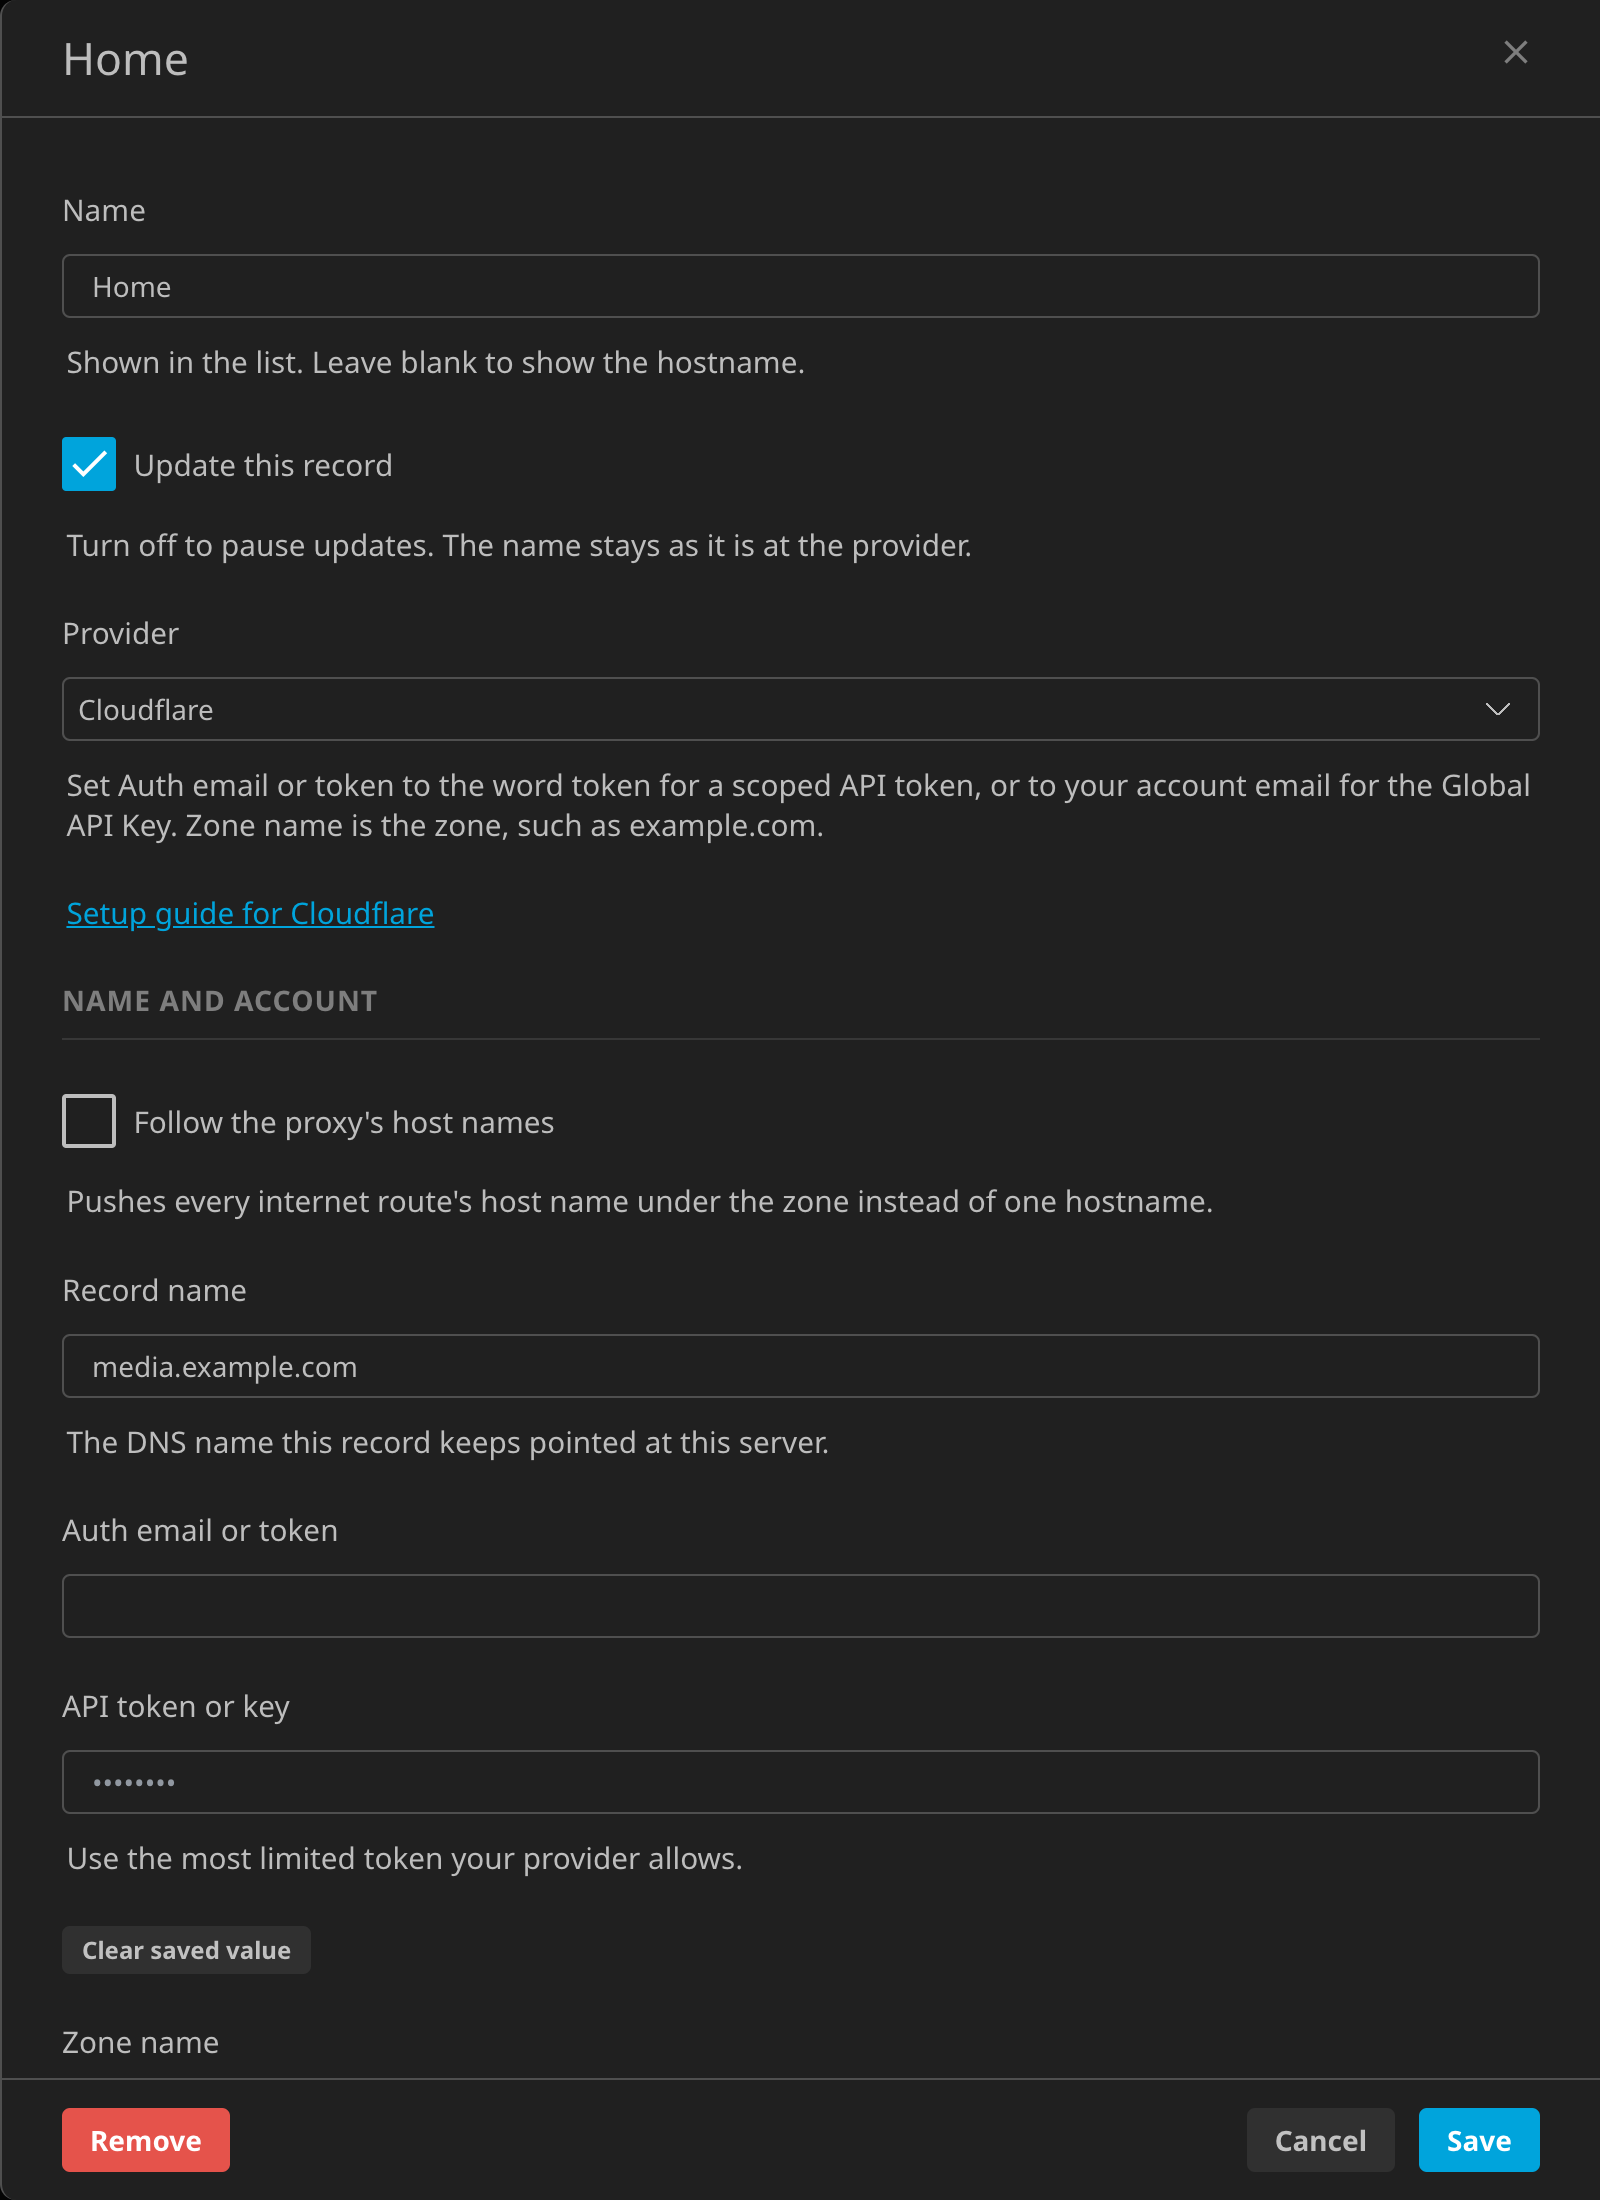 Home
Name
Home
Shown in the list. Leave blank to show the hostname.
Update this record
Turn off to pause updates. The name stays as it is at the provider.
Provider
Cloudflare
Set Auth email or token to the word token for a scoped API token, or to your account email for the Global
API Key. Zone name is the zone, such as example.com.
Setup guide for Cloudflare
NAME AND ACCOUNT
Follow the proxy's host names
Pushes every internet route's host name under the zone instead of one hostname.
Record name
media.example.com
The DNS name this record keeps pointed at this server.
Auth email or token
API token or key
••••••••
Use the most limited token your provider allows.
Clear saved value
Zone name
Remove
Cancel
Save